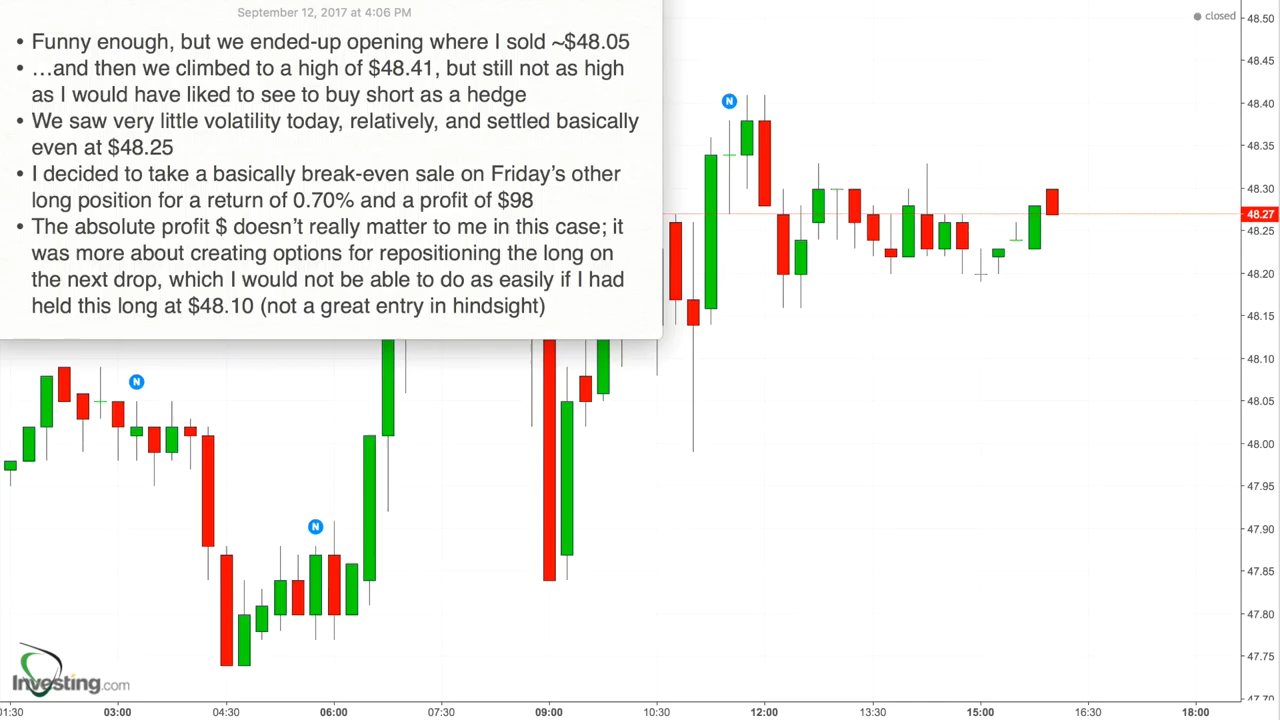 September 12, 2017 at 4:06 PM
• Funny enough, but we ended-up opening where I sold ~$48.05
• …and then we climbed to a high of $48.41, but still not as high
as I would have liked to see to buy short as a hedge
• We saw very little volatility today, relatively, and settled basically
even at $48.25
• I decided to take a basically break-even sale on Friday’s other
long position for a return of 0.70% and a profit of $98
• The absolute profit $ doesn’t really matter to me in this case; it
was more about creating options for repositioning the long on
the next drop, which I would not be able to do as easily if I had
held this long at $48.10 (not a great entry in hindsight)
closed
48.50
48.45
48.40
48.35
48.30
48.27
48.25
48.20
48.15
48.10
48.05
48.00
47.95
47.90
47.85
47.80
47.75
47.70
N
N
N
Investing.com
01:30 03:00 04:30 06:00 07:30 09:00 10:30 12:00 13:30 15:00 16:30 18:00